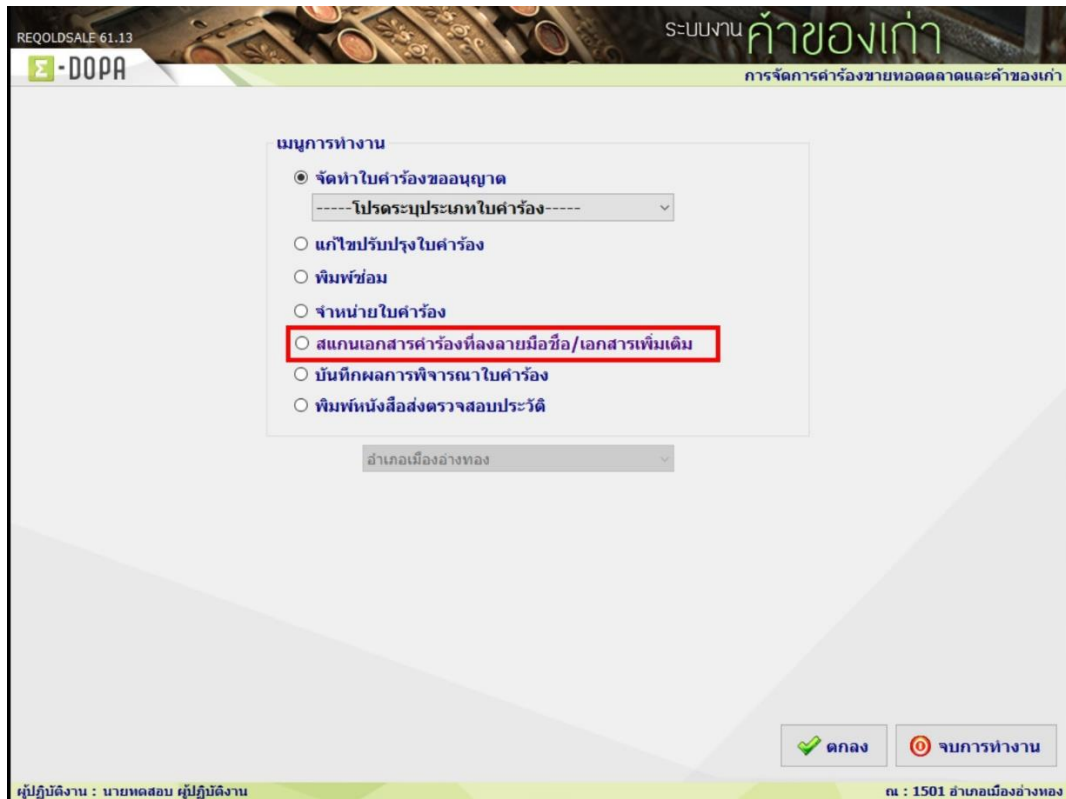 REQOLDSALE 61.13
ระบบงาน ค้าของเก่า
Σ-DOPA
การจัดการคำร้องขายทอดตลาดและค้าของเก่า
เมนูการทำงาน
จัดทำใบคำร้องขออนุญาต
-----โปรดระบุประเภทใบคำร้อง-----
แก้ไขปรับปรุงใบคำร้อง
พิมพ์ซ่อม
จำหน่ายใบคำร้อง
สแกนเอกสารคำร้องที่ลงลายมือชื่อ/เอกสารเพิ่มเติม
บันทึกผลการพิจารณาใบคำร้อง
พิมพ์หนังสือส่งตรวจสอบประวัติ
อำเภอเมืองอ่างทอง
ตกลง
จบการทำงาน
ผู้ปฏิบัติงาน : นายทดสอบ ผู้ปฏิบัติงาน
ณ : 1501 อำเภอเมืองอ่างทอง